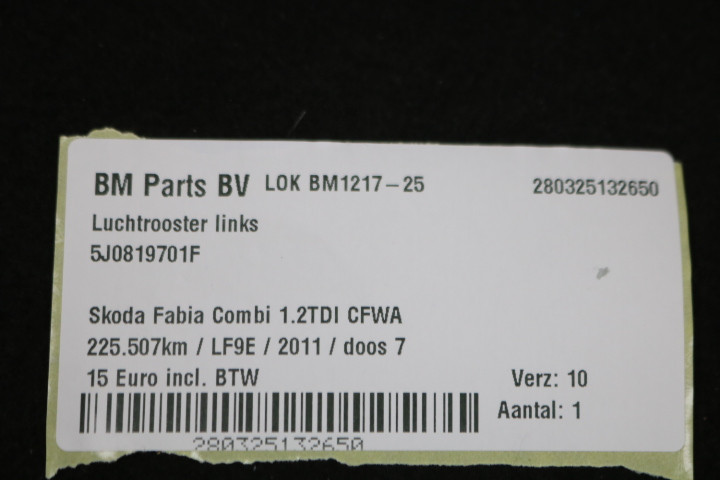 BM Parts BV LOK BM1217-25 280325132650
Luchtrooster links
5J0819701F
Skoda Fabia Combi 1.2TDI CFWA
225.507km / LF9E / 2011 / doos 7
15 Euro incl. BTW Verz: 10
Aantal: 1
280325132650